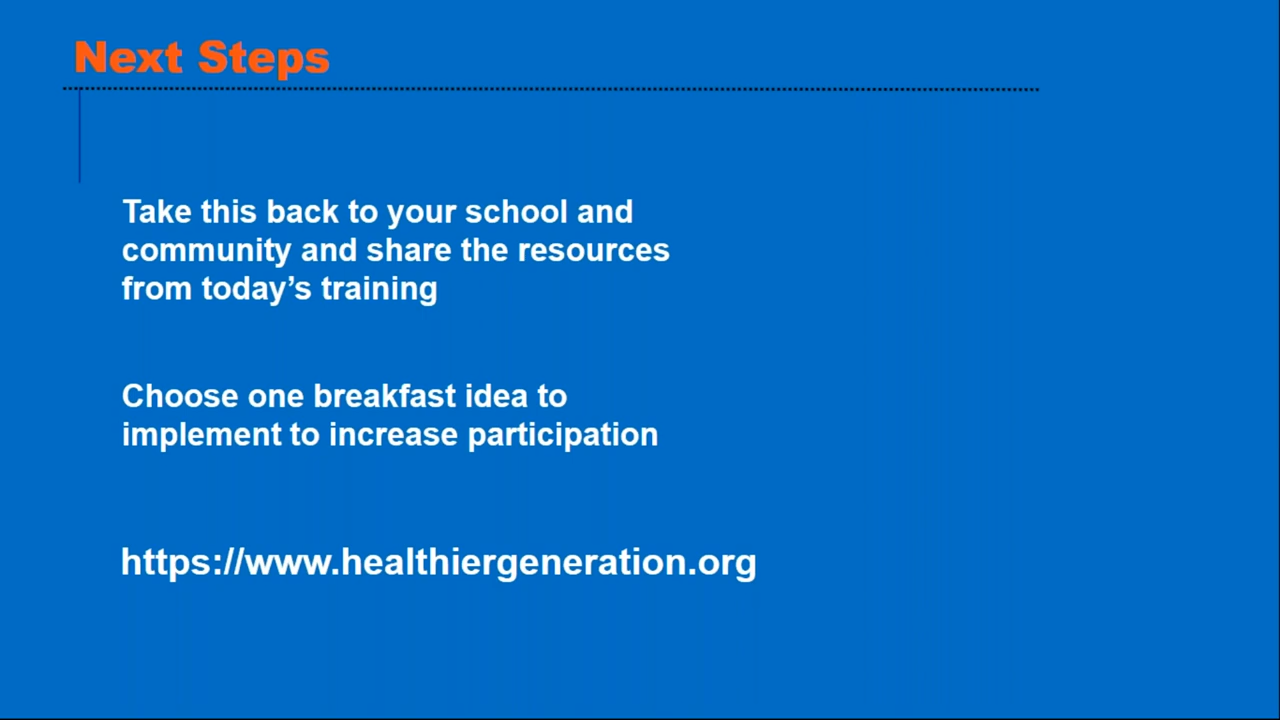 Next Steps
Take this back to your school and
community and share the resources
from today’s training
Choose one breakfast idea to
implement to increase participation
https://www.healthiergeneration.org